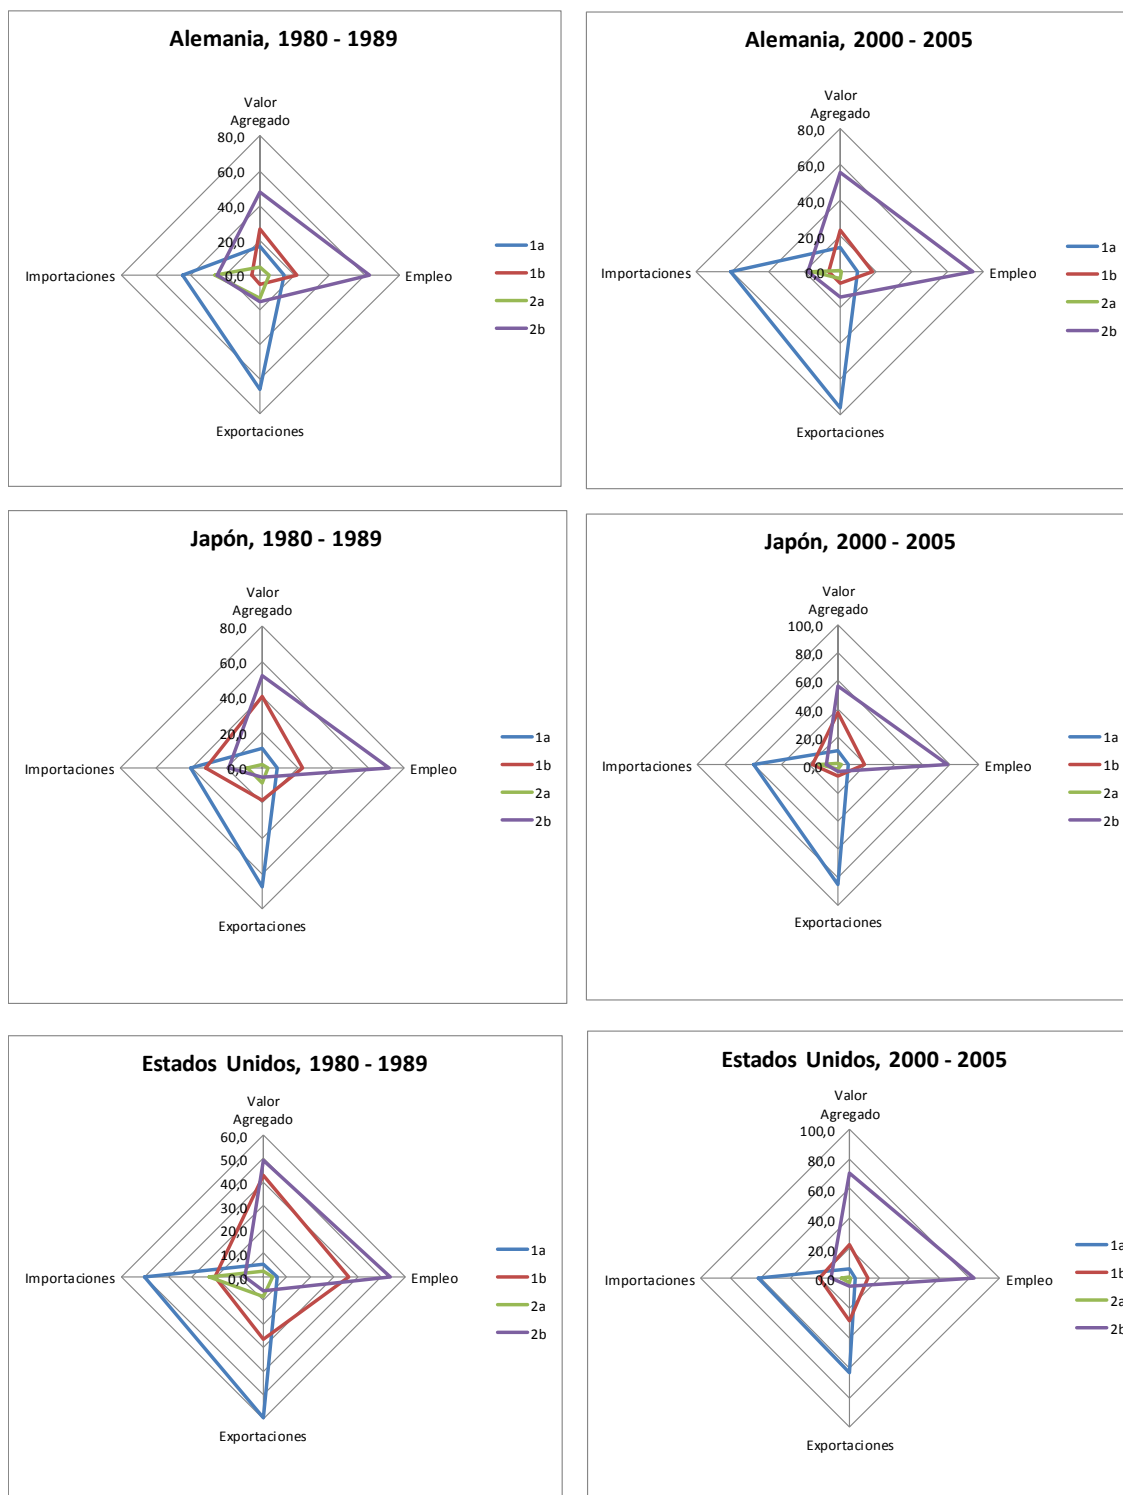 Alemania, 1980 - 1989
Valor
Agregado
80,0
60,0
40,0
20,0
0,0
Importaciones
Empleo
Exportaciones
1a
1b
2a
2b
Alemania, 2000 - 2005
Valor
Agregado
80,0
60,0
40,0
20,0
0,0
Importaciones
Empleo
Exportaciones
1a
1b
2a
2b
Japón, 1980 - 1989
Valor
Agregado
80,0
60,0
40,0
20,0
0,0
Importaciones
Empleo
Exportaciones
1a
1b
2a
2b
Japón, 2000 - 2005
Valor
Agregado
100,0
80,0
60,0
40,0
20,0
0,0
Importaciones
Empleo
Exportaciones
1a
1b
2a
2b
Estados Unidos, 1980 - 1989
Valor
Agregado
60,0
50,0
40,0
30,0
20,0
10,0
0,0
Importaciones
Empleo
Exportaciones
1a
1b
2a
2b
Estados Unidos, 2000 - 2005
Valor
Agregado
100,0
80,0
60,0
40,0
20,0
0,0
Importaciones
Empleo
Exportaciones
1a
1b
2a
2b